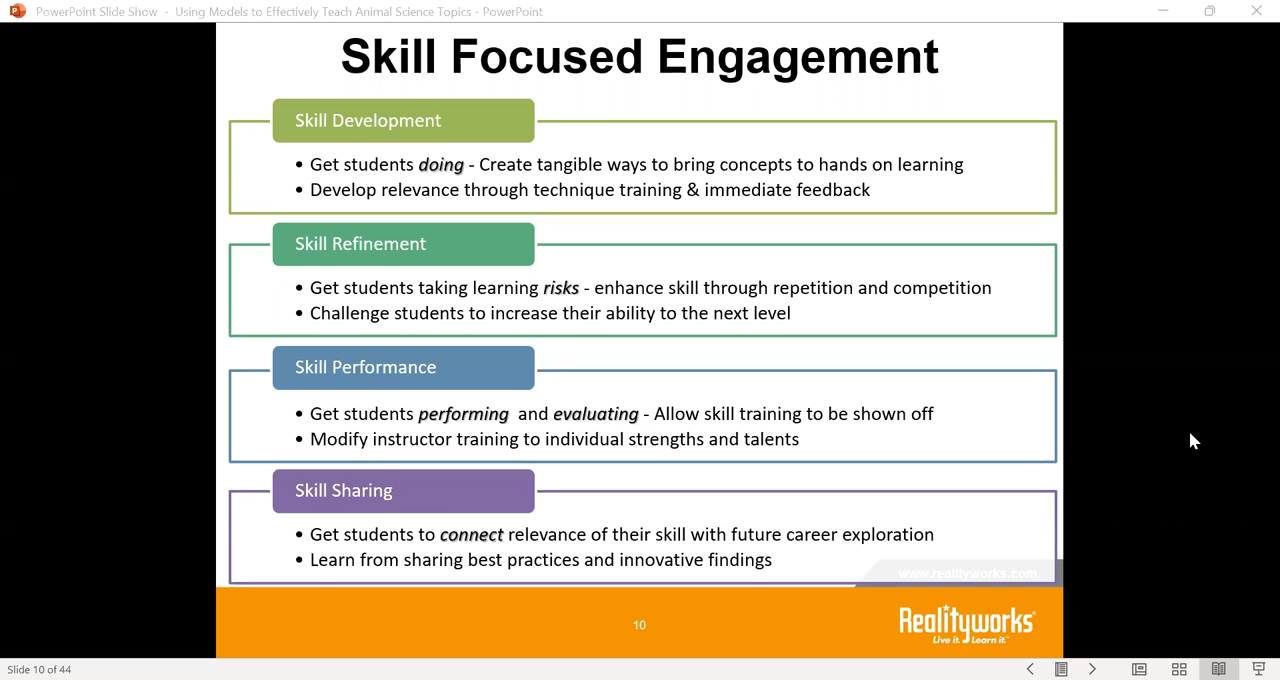 PowerPoint Slide Show - Using Models to Effectively Teach Animal Science Topics - PowerPoint
Skill Focused Engagement
Skill Development
• Get students doing - Create tangible ways to bring concepts to hands on learning
• Develop relevance through technique training & immediate feedback
Skill Refinement
• Get students taking learning risks - enhance skill through repetition and competition
• Challenge students to increase their ability to the next level
Skill Performance
• Get students performing and evaluating - Allow skill training to be shown off
• Modify instructor training to individual strengths and talents
Skill Sharing
• Get students to connect relevance of their skill with future career exploration
• Learn from sharing best practices and innovative findings
www.realityworks.com
10
Realityworks®
Live it. Learn it.™
Slide 10 of 44